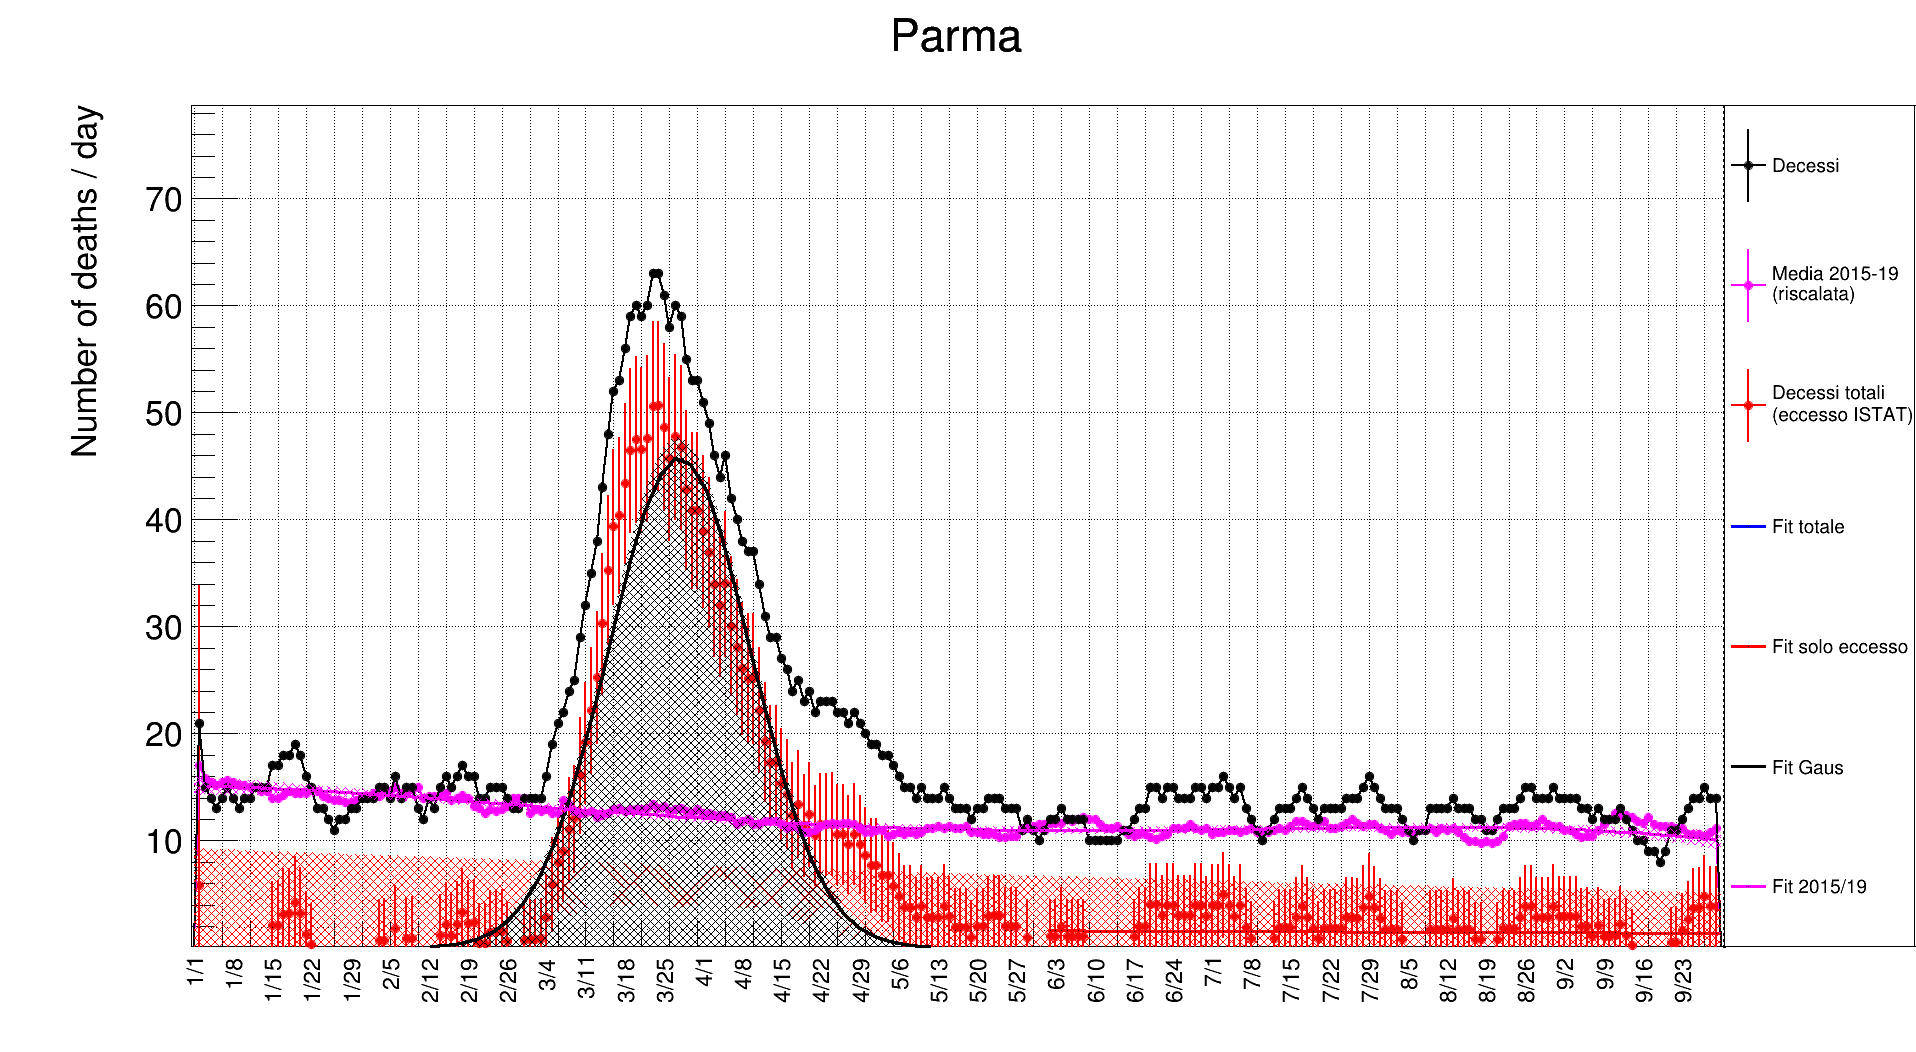 Parma
Number of deaths / day
70
60
50
40
30
20
10
1/1 1/8 1/15 1/22 1/29 2/5 2/12 2/19 2/26 3/4 3/11 3/18 3/25 4/1 4/8 4/15 4/22 4/29 5/6 5/13 5/20 5/27 6/3 6/10 6/17 6/24 7/1 7/8 7/15 7/22 7/29 8/5 8/12 8/19 8/26 9/2 9/9 9/16 9/23
Decessi
Media 2015-19
(riscalata)
Decessi totali
(eccesso ISTAT)
Fit totale
Fit solo eccesso
Fit Gaus
Fit 2015/19